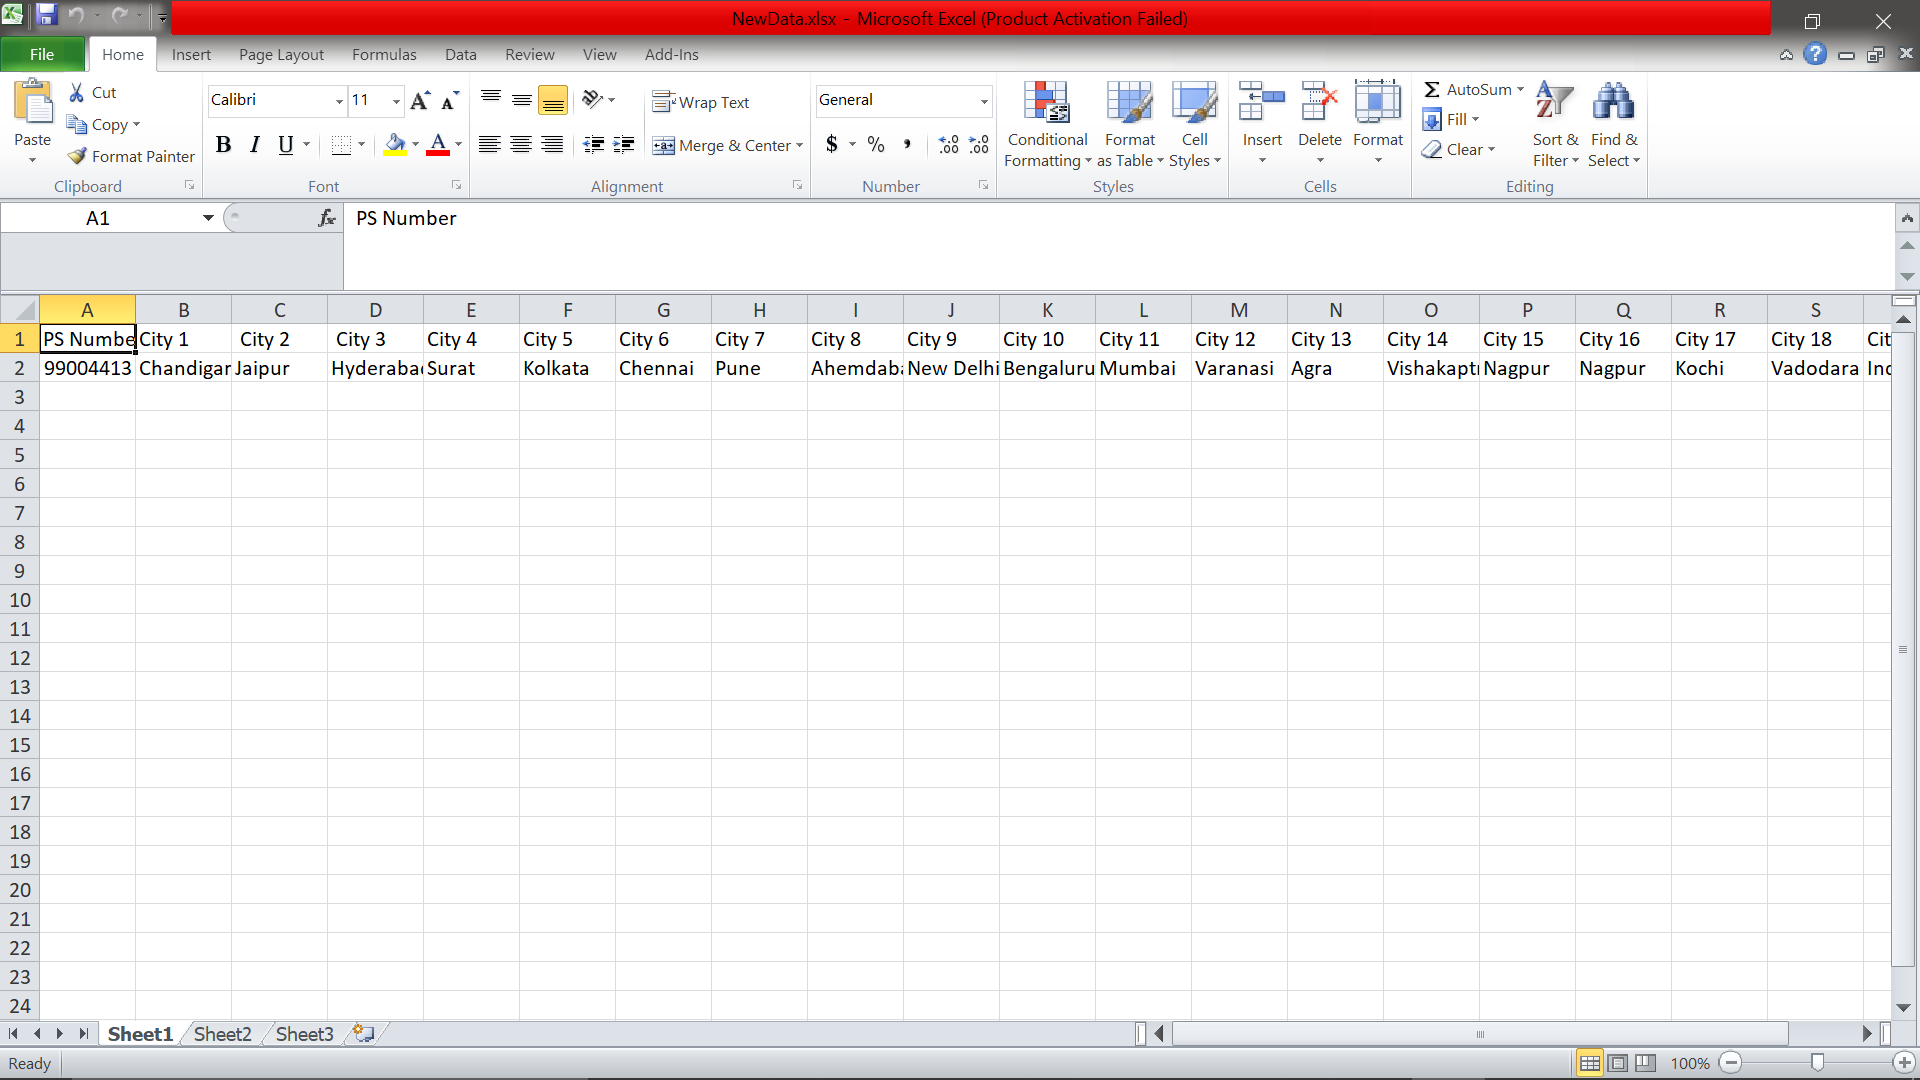 NewData.xlsx - Microsoft Excel (Product Activation Failed)
File Home Insert Page Layout Formulas Data Review View Add-Ins
Paste
Cut
Copy
Format Painter
Clipboard
Calibri 11
B I U
Font
Wrap Text
Merge & Center
Alignment
General
$ % ,
Number
Conditional Formatting
Format as Table
Cell Styles
Styles
Insert Delete Format
Cells
Σ AutoSum
Fill
Clear
Sort & Filter
Find & Select
Editing
A1 fx PS Number
A B C D E F G H I J K L M N O P Q R S
1 PS Numbe City 1 City 2 City 3 City 4 City 5 City 6 City 7 City 8 City 9 City 10 City 11 City 12 City 13 City 14 City 15 City 16 City 17 City 18 Cit
2 99004413 Chandigar Jaipur Hyderabad Surat Kolkata Chennai Pune Ahemdaba New Delhi Bengaluru Mumbai Varanasi Agra Vishakapt Nagpur Nagpur Kochi Vadodara Ind
3
4
5
6
7
8
9
10
11
12
13
14
15
16
17
18
19
20
21
22
23
24
Sheet1 Sheet2 Sheet3
Ready 100%